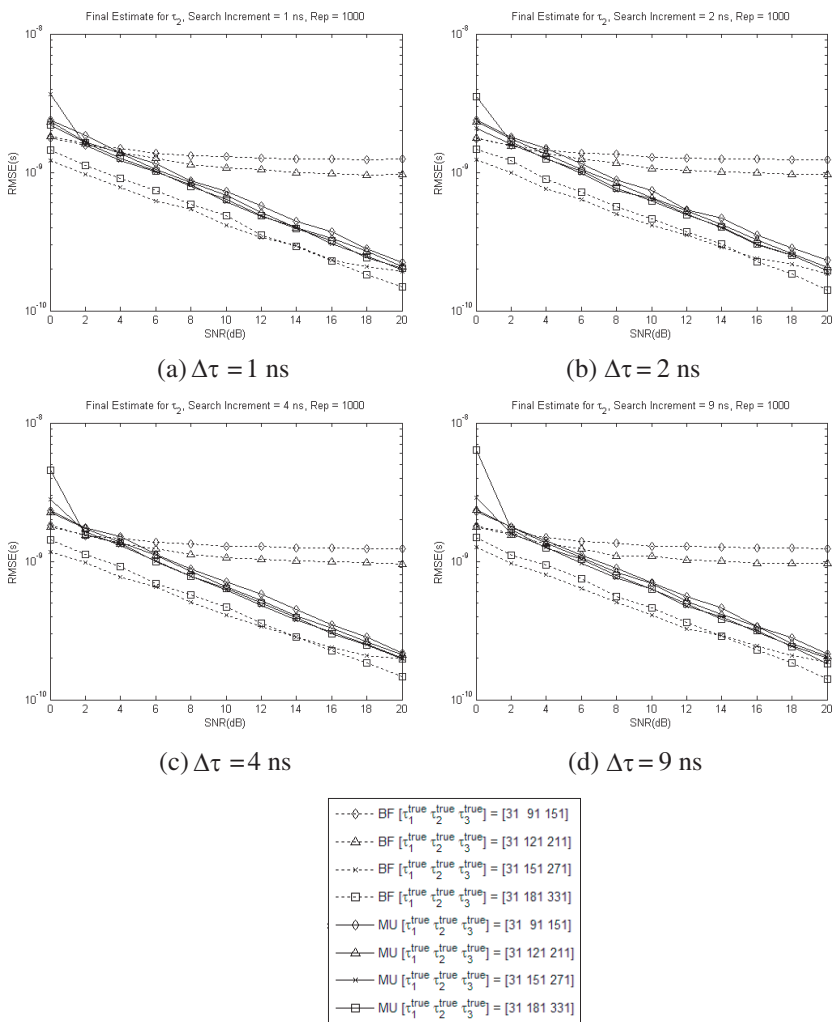 Final Estimate for τ₂, Search Increment = 1 ns, Rep = 1000
10⁻⁸
10⁻⁹
10⁻¹⁰
RMSE(s)
0 2 4 6 8 10 12 14 16 18 20
SNR(dB)
(a) Δτ = 1 ns
Final Estimate for τ₂, Search Increment = 2 ns, Rep = 1000
10⁻⁸
10⁻⁹
10⁻¹⁰
RMSE(s)
0 2 4 6 8 10 12 14 16 18 20
SNR(dB)
(b) Δτ = 2 ns
Final Estimate for τ₂, Search Increment = 4 ns, Rep = 1000
10⁻⁸
10⁻⁹
10⁻¹⁰
RMSE(s)
0 2 4 6 8 10 12 14 16 18 20
SNR(dB)
(c) Δτ = 4 ns
Final Estimate for τ₂, Search Increment = 9 ns, Rep = 1000
10⁻⁸
10⁻⁹
10⁻¹⁰
RMSE(s)
0 2 4 6 8 10 12 14 16 18 20
SNR(dB)
(d) Δτ = 9 ns
BF [τ₁^true τ₂^true τ₃^true] = [31 91 151]
BF [τ₁^true τ₂^true τ₃^true] = [31 121 211]
BF [τ₁^true τ₂^true τ₃^true] = [31 151 271]
BF [τ₁^true τ₂^true τ₃^true] = [31 181 331]
MU [τ₁^true τ₂^true τ₃^true] = [31 91 151]
MU [τ₁^true τ₂^true τ₃^true] = [31 121 211]
MU [τ₁^true τ₂^true τ₃^true] = [31 151 271]
MU [τ₁^true τ₂^true τ₃^true] = [31 181 331]